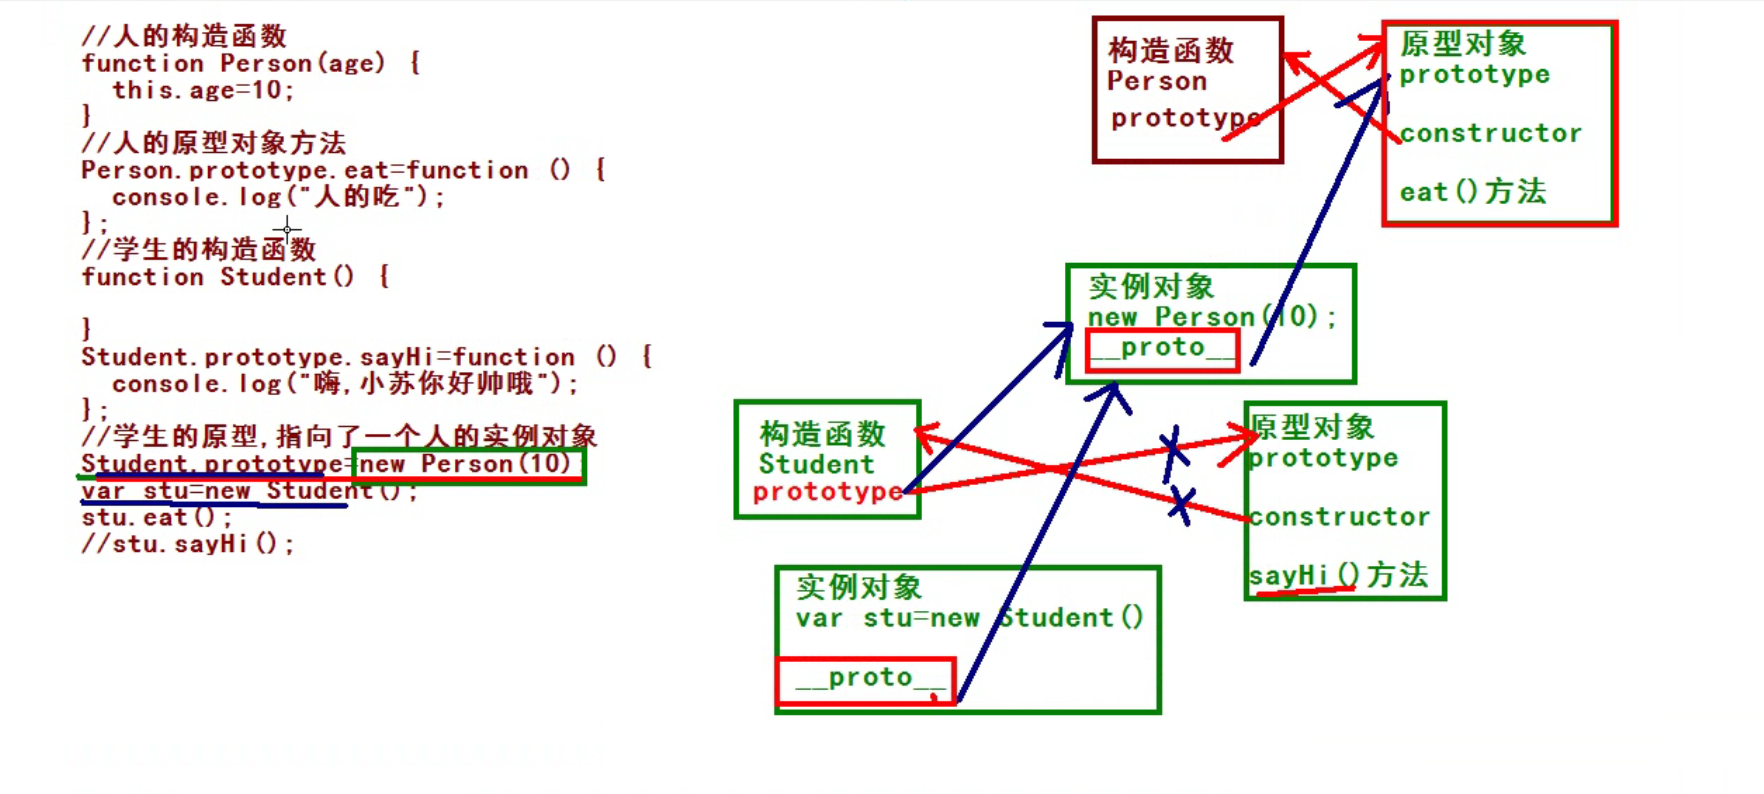 //人的构造函数
function Person(age) {
this.age=10;
}
//人的原型对象方法
Person.prototype.eat=function () {
console.log("人的吃");
};
//学生的构造函数
function Student() {
}
Student.prototype.sayHi=function () {
console.log("嗨,小苏你好帅哦");
};
//学生的原型,指向了一个人的实例对象
Student.prototype=new Person(10)
var stu=new Student();
stu.eat();
//stu.sayHi();
构造函数
Person
prototype
原型对象
prototype
constructor
eat()方法
实例对象
new Person(10);
__proto__
构造函数
Student
prototype
原型对象
prototype
constructor
sayHi()方法
实例对象
var stu=new Student()
__proto__